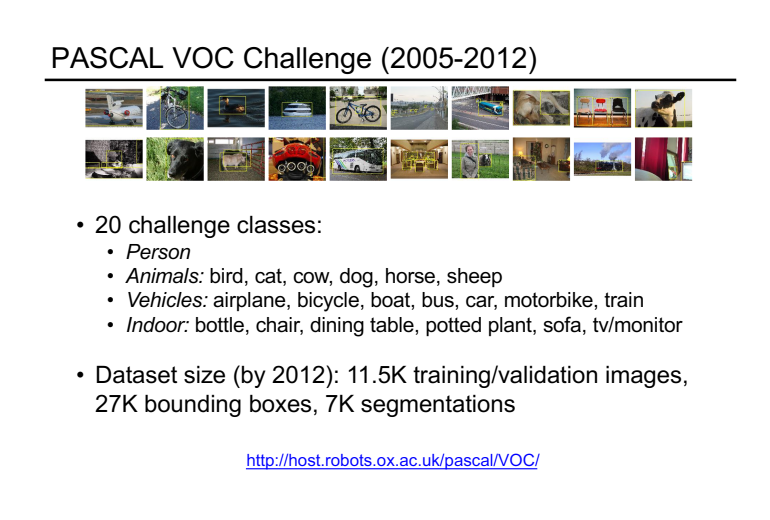 PASCAL VOC Challenge (2005-2012)
• 20 challenge classes:
• Person
• Animals: bird, cat, cow, dog, horse, sheep
• Vehicles: airplane, bicycle, boat, bus, car, motorbike, train
• Indoor: bottle, chair, dining table, potted plant, sofa, tv/monitor
• Dataset size (by 2012): 11.5K training/validation images,
27K bounding boxes, 7K segmentations
http://host.robots.ox.ac.uk/pascal/VOC/